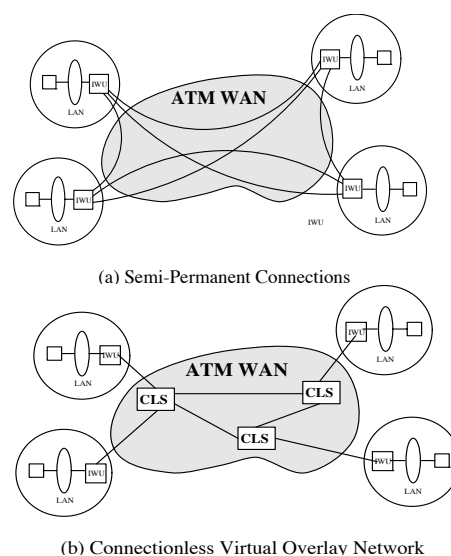 IWU
IWU
LAN
LAN
ATM WAN
IWU
IWU
LAN
LAN
IWU
(a) Semi-Permanent Connections
IWU
IWU
LAN
LAN
ATM WAN
CLS
CLS
CLS
IWU
IWU
LAN
LAN
(b) Connectionless Virtual Overlay Network